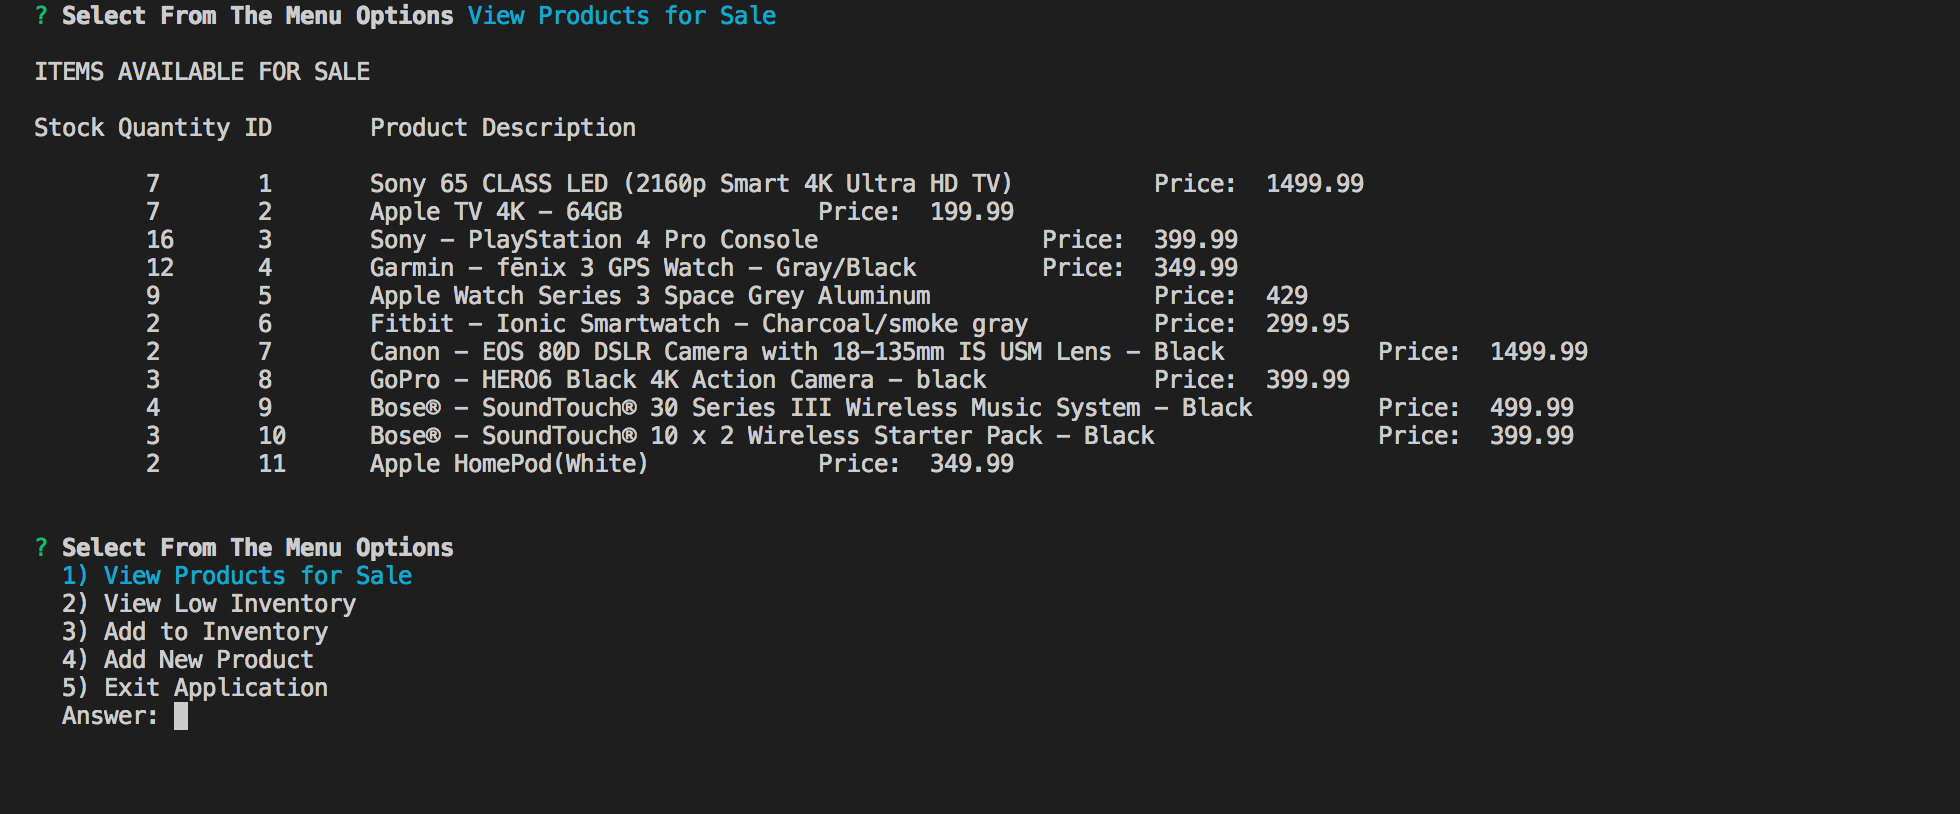 ? Select From The Menu Options View Products for Sale
ITEMS AVAILABLE FOR SALE
Stock Quantity ID Product Description
7 1 Sony 65 CLASS LED (2160p Smart 4K Ultra HD TV) Price: 1499.99
7 2 Apple TV 4K - 64GB Price: 199.99
16 3 Sony - PlayStation 4 Pro Console Price: 399.99
12 4 Garmin - fēnix 3 GPS Watch - Gray/Black Price: 349.99
9 5 Apple Watch Series 3 Space Grey Aluminum Price: 429
2 6 Fitbit - Ionic Smartwatch - Charcoal/smoke gray Price: 299.95
2 7 Canon - EOS 80D DSLR Camera with 18-135mm IS USM Lens - Black Price: 1499.99
3 8 GoPro - HERO6 Black 4K Action Camera - black Price: 399.99
4 9 Bose® - SoundTouch® 30 Series III Wireless Music System - Black Price: 499.99
3 10 Bose® - SoundTouch® 10 x 2 Wireless Starter Pack - Black Price: 399.99
2 11 Apple HomePod(White) Price: 349.99
? Select From The Menu Options
1) View Products for Sale
2) View Low Inventory
3) Add to Inventory
4) Add New Product
5) Exit Application
Answer: